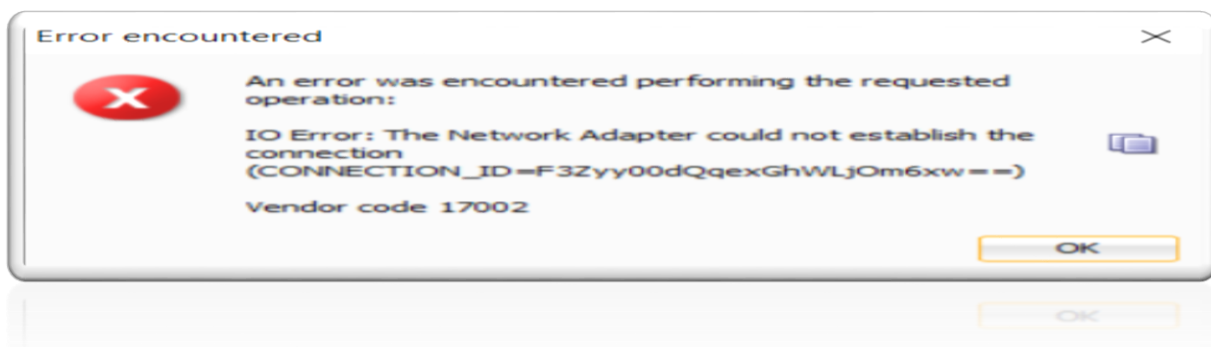 Error encountered
An error was encountered performing the requested
operation:
IO Error: The Network Adapter could not establish the
connection
(CONNECTION_ID=F3Zyy00dQqexGhWLjOm6xw==)
Vendor code 17002
OK
OK